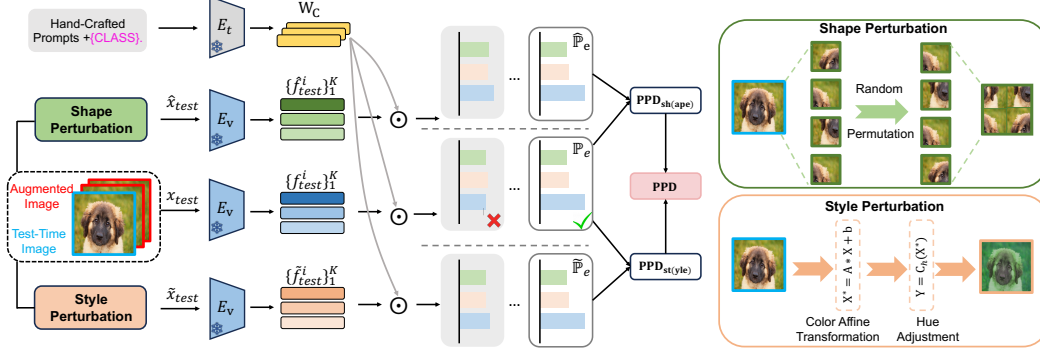 Hand-Crafted
Prompts +{CLASS}.
E_t
W_C
Shape
Perturbation
x̂_test
E_v
{f̂^i_test}^K_1
⊙
...
ℙ̂_e
Augmented
Image
Test-Time
Image
x_test
E_v
{f^i_test}^K_1
⊙
...
ℙ_e
Style
Perturbation
x̃_test
E_v
{f̃^i_test}^K_1
⊙
...
ℙ̃_e
PPD_sh(ape)
PPD
PPD_st(yle)
Shape Perturbation
Random
Permutation
Style Perturbation
X* = A * X + b
Y = C_h(X*)
Color Affine
Transformation
Hue
Adjustment